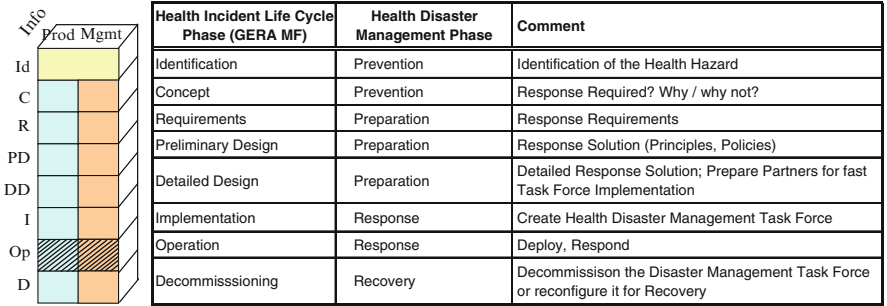 Info
Prod Mgmt
Id
C
R
PD
DD
I
Op
D
Health Incident Life Cycle Phase (GERA MF) Health Disaster Management Phase Comment
Identification Prevention Identification of the Health Hazard
Concept Prevention Response Required? Why / why not?
Requirements Preparation Response Requirements
Preliminary Design Preparation Response Solution (Principles, Policies)
Detailed Design Preparation Detailed Response Solution; Prepare Partners for fast
Task Force Implementation
Implementation Response Create Health Disaster Management Task Force
Operation Response Deploy, Respond
Decommisssioning Recovery Decommissison the Disaster Management Task Force
or reconfigure it for Recovery